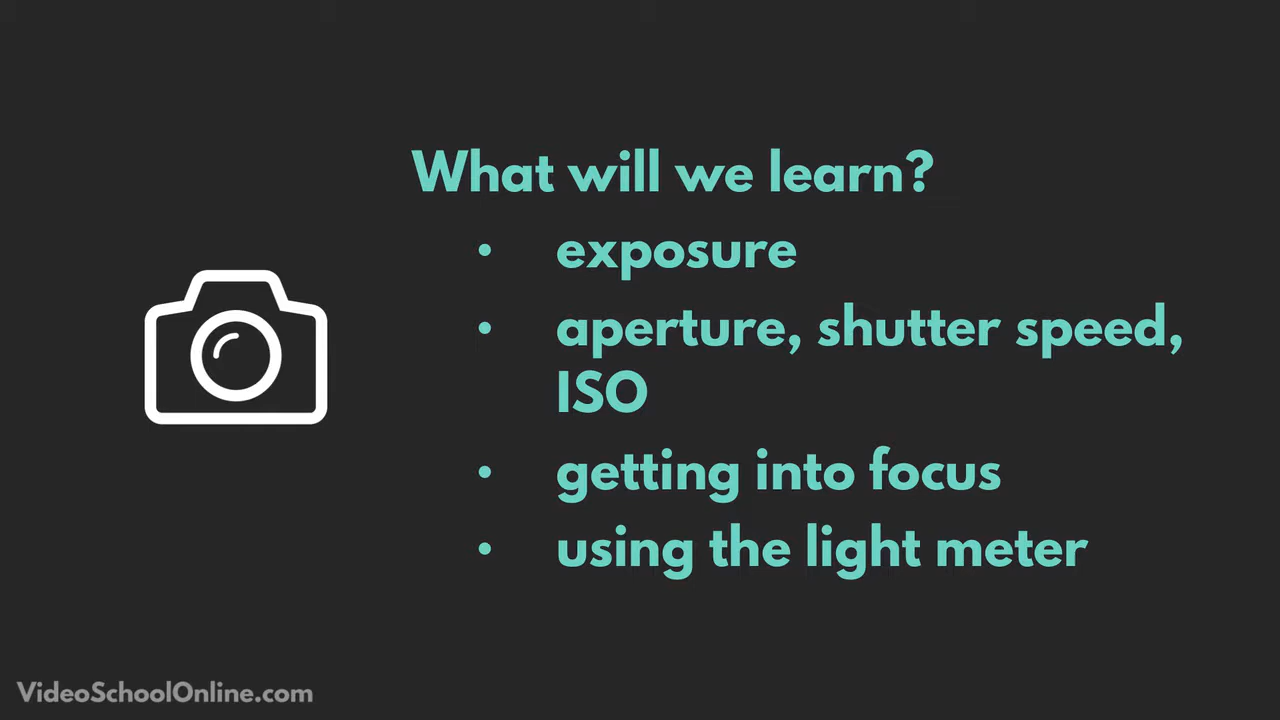 What will we learn?
• exposure
• aperture, shutter speed,
ISO
• getting into focus
• using the light meter
VideoSchoolOnline.com